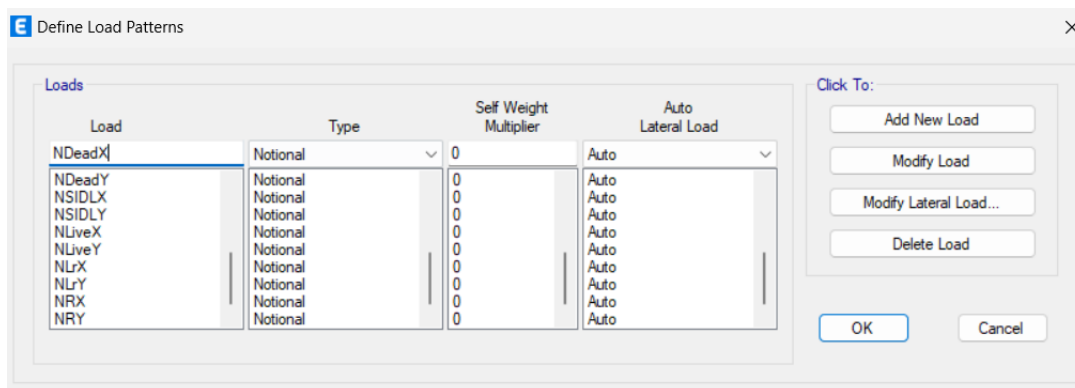 E Define Load Patterns
Loads
Load Type Self Weight Multiplier Auto Lateral Load
NDeadX Notional 0 Auto
NDeadY Notional 0 Auto
NSIDLX Notional 0 Auto
NSIDLY Notional 0 Auto
NLiveX Notional 0 Auto
NLiveY Notional 0 Auto
NLrX Notional 0 Auto
NLrY Notional 0 Auto
NRX Notional 0 Auto
NRY Notional 0 Auto
Click To:
Add New Load
Modify Load
Modify Lateral Load...
Delete Load
OK Cancel